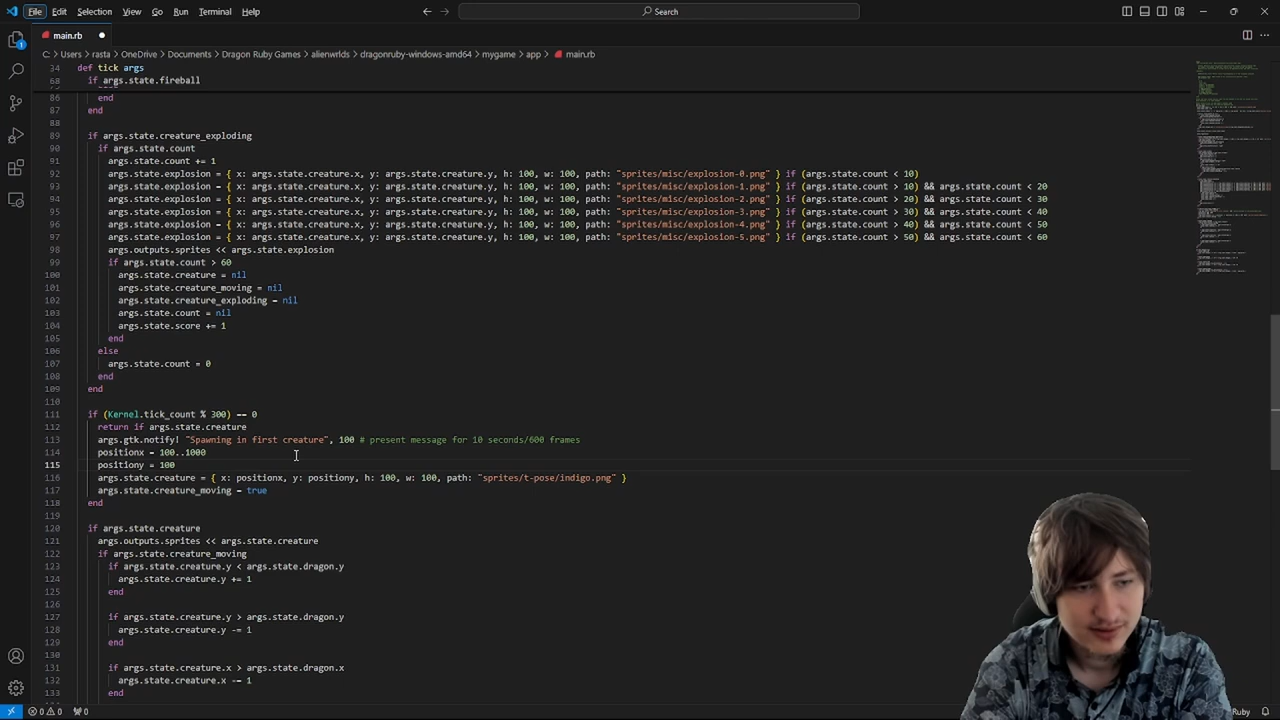 File Edit Selection View Go Run Terminal Help
Search
main.rb
C: > Users > rasta > OneDrive > Documents > Dragon Ruby Games > alienwrlds > dragonruby-windows-amd64 > mygame > app > main.rb
34 def tick args
68 if args.state.fireball
86 end
87 end
88
89 if args.state.creature_exploding
90 if args.state.count
91 args.state.count += 1
92 args.state.explosion = { x: args.state.creature.x, y: args.state.creature.y, h: 100, w: 100, path: "sprites/misc/explosion-0.png" } if (args.state.count < 10)
93 args.state.explosion = { x: args.state.creature.x, y: args.state.creature.y, h: 100, w: 100, path: "sprites/misc/explosion-1.png" } if (args.state.count > 10) && args.state.count < 20
94 args.state.explosion = { x: args.state.creature.x, y: args.state.creature.y, h: 100, w: 100, path: "sprites/misc/explosion-2.png" } if (args.state.count > 20) && args.state.count < 30
95 args.state.explosion = { x: args.state.creature.x, y: args.state.creature.y, h: 100, w: 100, path: "sprites/misc/explosion-3.png" } if (args.state.count > 30) && args.state.count < 40
96 args.state.explosion = { x: args.state.creature.x, y: args.state.creature.y, h: 100, w: 100, path: "sprites/misc/explosion-4.png" } if (args.state.count > 40) && args.state.count < 50
97 args.state.explosion = { x: args.state.creature.x, y: args.state.creature.y, h: 100, w: 100, path: "sprites/misc/explosion-5.png" } if (args.state.count > 50) && args.state.count < 60
98 args.outputs.sprites << args.state.explosion
99 if args.state.count > 60
100 args.state.creature = nil
101 args.state.creature_moving = nil
102 args.state.creature_exploding = nil
103 args.state.count = nil
104 args.state.score += 1
105 end
106 else
107 args.state.count = 0
108 end
109 end
110
111 if (Kernel.tick_count % 300) == 0
112 return if args.state.creature
113 args.gtk.notify! "Spawning in first creature", 100 # present message for 10 seconds/600 frames
114 positionx = 100..1000
115 positiony = 100
116 args.state.creature = { x: positionx, y: positiony, h: 100, w: 100, path: "sprites/t-pose/indigo.png" }
117 args.state.creature_moving = true
118 end
119
120 if args.state.creature
121 args.outputs.sprites << args.state.creature
122 if args.state.creature_moving
123 if args.state.creature.y < args.state.dragon.y
124 args.state.creature.y += 1
125 end
126
127 if args.state.creature.y > args.state.dragon.y
128 args.state.creature.y -= 1
129 end
130
131 if args.state.creature.x > args.state.dragon.x
132 args.state.creature.x -= 1
133 end
0 0 0
Ruby